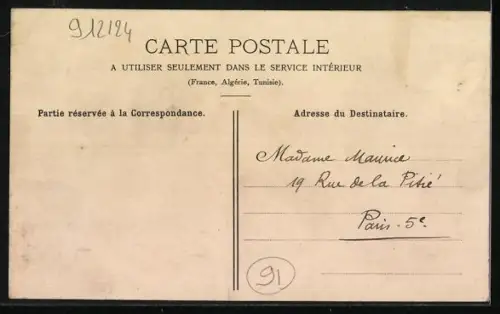 912124
CARTE POSTALE
A UTILISER SEULEMENT DANS LE SERVICE INTÉRIEUR
(France, Algérie, Tunisie).
Partie réservée à la Correspondance.
Adresse du Destinataire.
Madame Maurice
19 Rue de la Pitié
Paris. 5e.
91